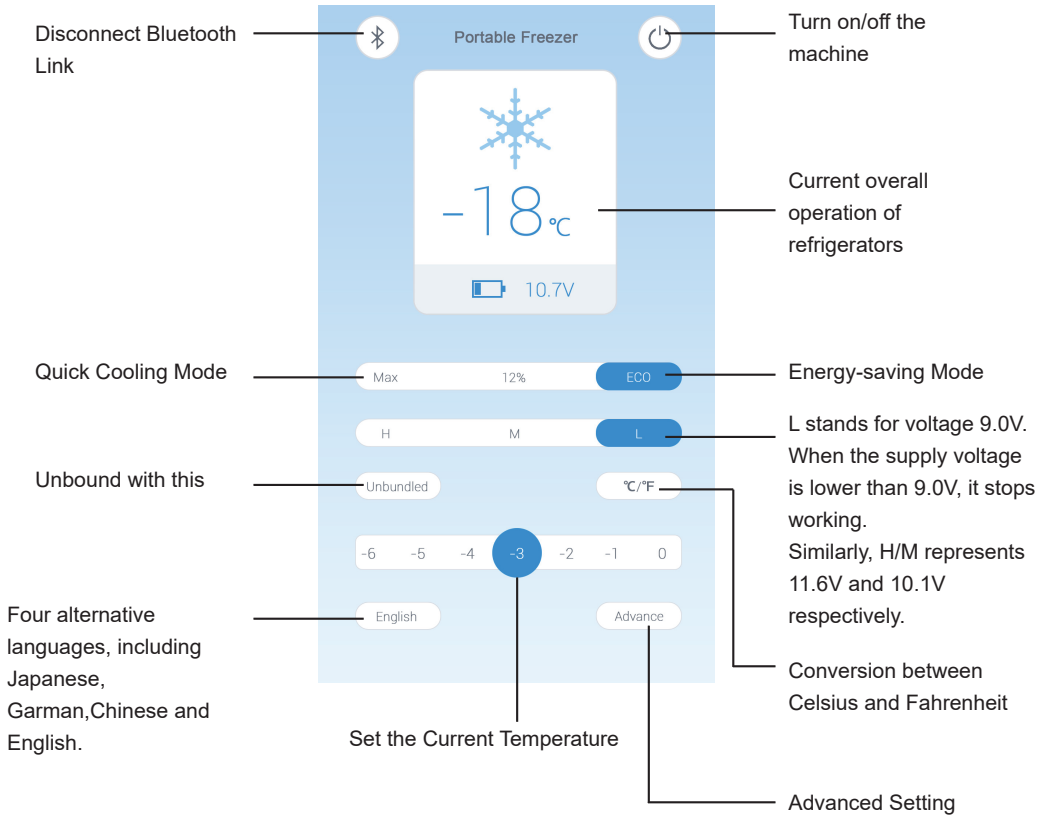 Disconnect Bluetooth
Link
Portable Freezer
Turn on/off the
machine
-18℃
10.7V
Current overall
operation of
refrigerators
Quick Cooling Mode
Max 12% ECO
Energy-saving Mode
H M L
L stands for voltage 9.0V.
When the supply voltage
is lower than 9.0V, it stops
working.
Similarly, H/M represents
11.6V and 10.1V
respectively.
Unbound with this
Unbundled ℃/℉
-6 -5 -4 -3 -2 -1 0
Four alternative
languages, including
Japanese,
Garman,Chinese and
English.
English Advance
Conversion between
Celsius and Fahrenheit
Set the Current Temperature
Advanced Setting